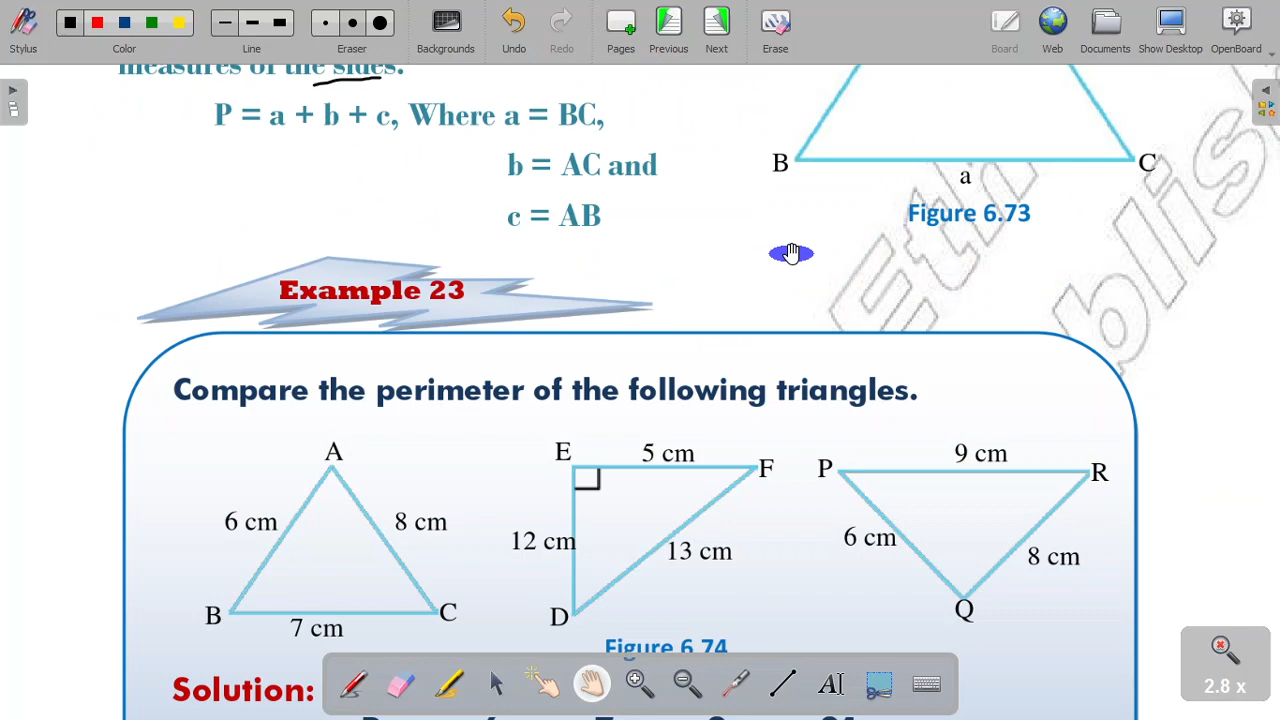 Stylus
Color
Line
Eraser
Backgrounds
Undo
Redo
Pages
Previous
Next
Erase
Board
Web
Documents
Show Desktop
OpenBoard
measures of the sides.
P = a + b + c, Where a = BC,
b = AC and
c = AB
B
C
a
Figure 6.73
Example 23
Compare the perimeter of the following triangles.
A
6 cm
8 cm
B
C
7 cm
E
5 cm
F
12 cm
13 cm
D
P
9 cm
R
6 cm
8 cm
Q
Figure 6.74
Solution:
2.8 x